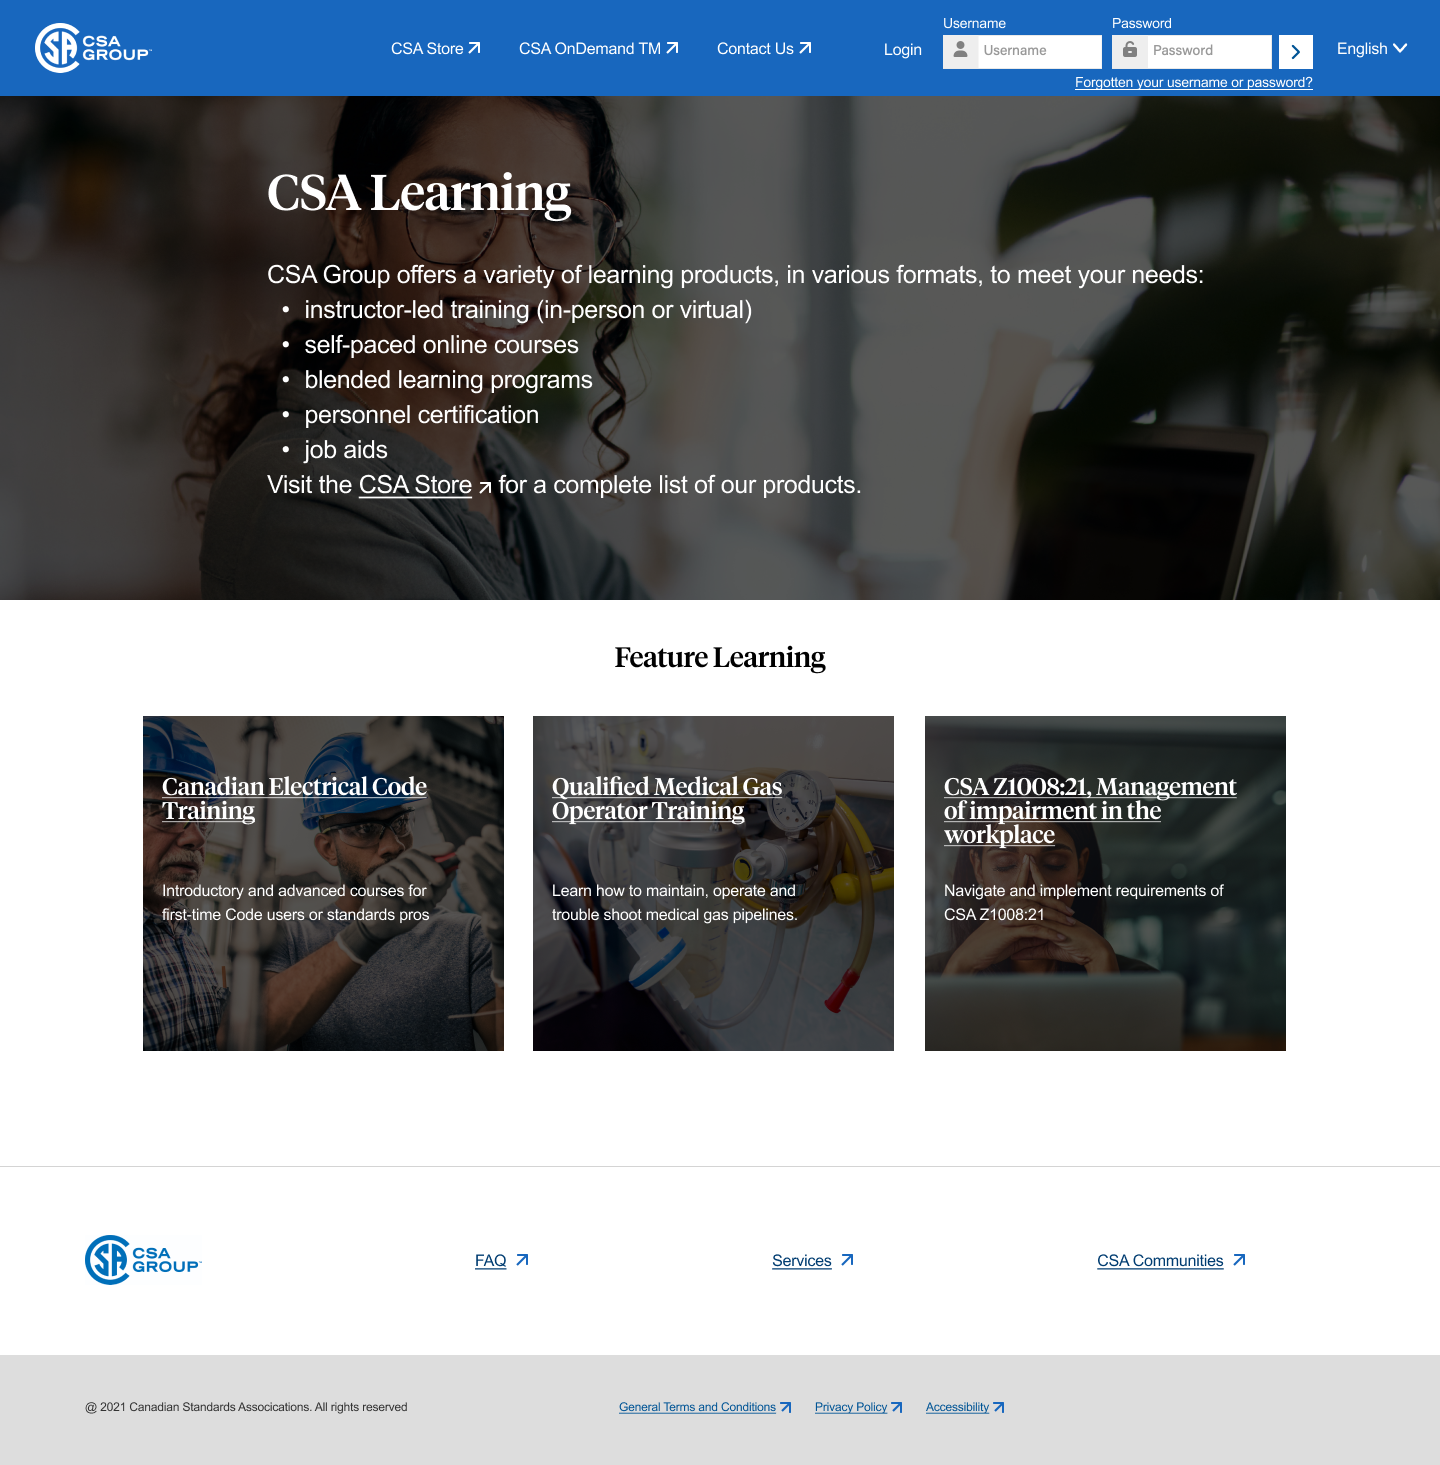 CSA
GROUP™
CSA Store
CSA OnDemand TM
Contact Us
Login
Username
Username
Password
Password
Forgotten your username or password?
English
CSA Learning
CSA Group offers a variety of learning products, in various formats, to meet your needs:
• instructor-led training (in-person or virtual)
• self-paced online courses
• blended learning programs
• personnel certification
• job aids
Visit the CSA Store for a complete list of our products.
Feature Learning
Canadian Electrical Code
Training
Introductory and advanced courses for
first-time Code users or standards pros
Qualified Medical Gas
Operator Training
Learn how to maintain, operate and
trouble shoot medical gas pipelines.
CSA Z1008:21, Management
of impairment in the
workplace
Navigate and implement requirements of
CSA Z1008:21
CSA
GROUP™
FAQ
Services
CSA Communities
@ 2021 Canadian Standards Assocications. All rights reserved
General Terms and Conditions
Privacy Policy
Accessibility